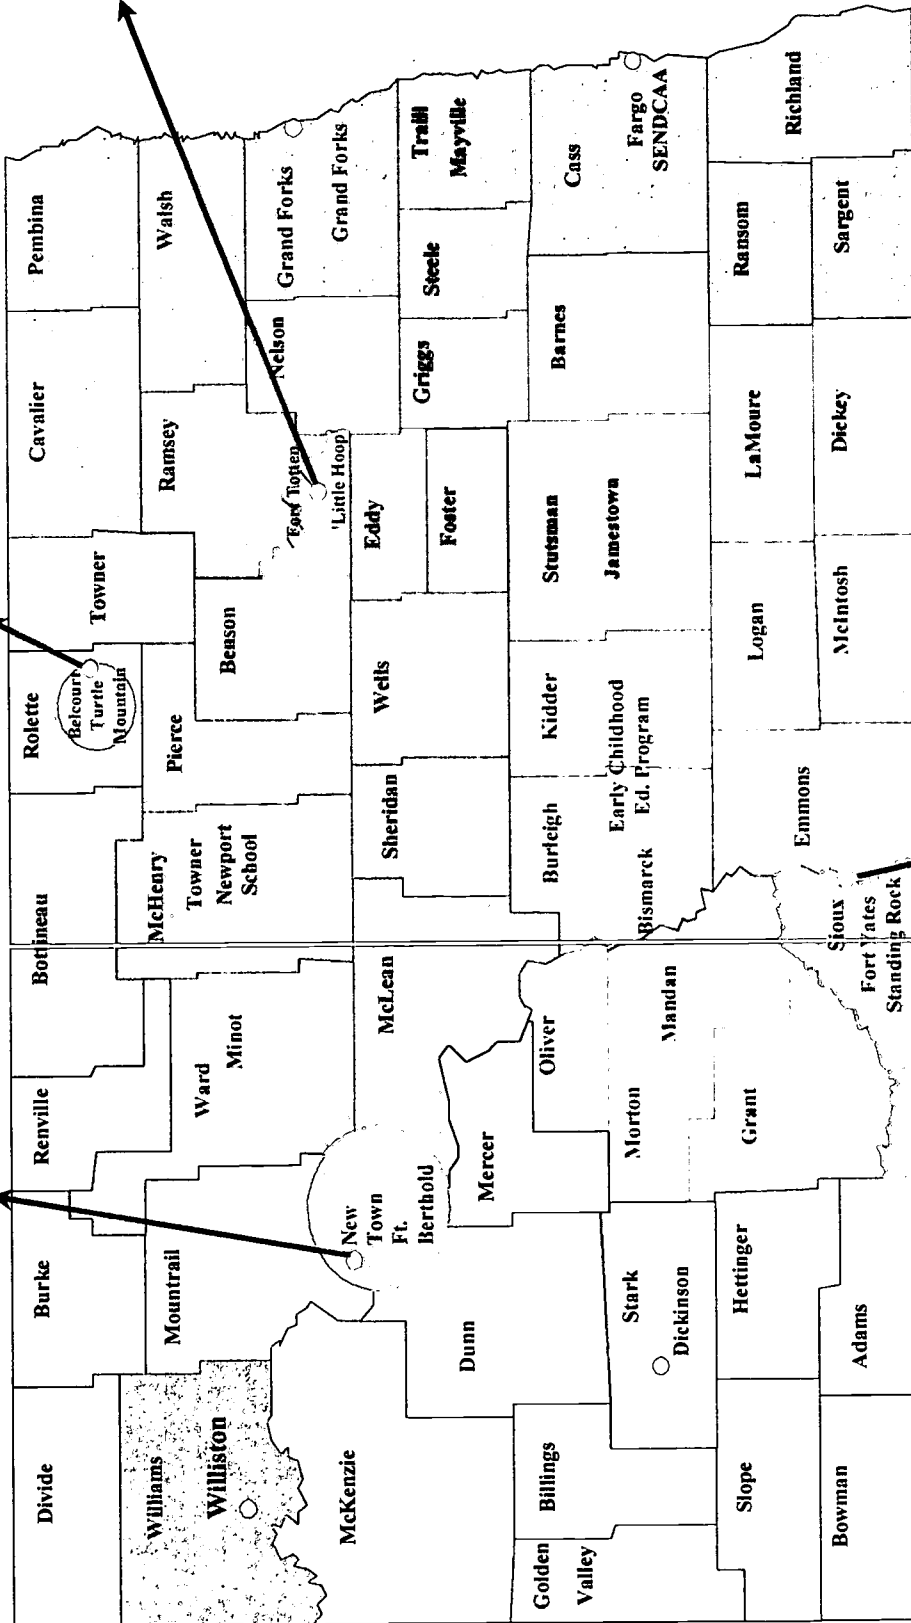 Divide
Burke
Renville
Bottineau
Rolette
Towner
Cavalier
Pembina
Williams
Williston
Mountrail
Ward
Minot
McHenry
Towner
Newport
School
Pierce
Belcourt
Turtle
Mountain
Benson
Ramsey
Walsh
Fort Totten
'Little Hoop
Nelson
Grand Forks
Grand Forks
McKenzie
New
Town
Ft.
Berthold
McLean
Sheridan
Wells
Eddy
Foster
Griggs
Steele
Traill
Mayville
Dunn
Mercer
Oliver
Burleigh
Bismarck
Early Childhood
Ed. Program
Kidder
Stutsman
Jamestown
Barnes
Cass
Fargo
SENDCAA
Golden
Valley
Billings
Stark
Dickinson
Morton
Mandan
Grant
Slope
Hettinger
Bowman
Adams
Sioux
Fort Yates
Standing Rock
Emmons
Logan
McIntosh
LaMoure
Dickey
Ransom
Sargent
Richland